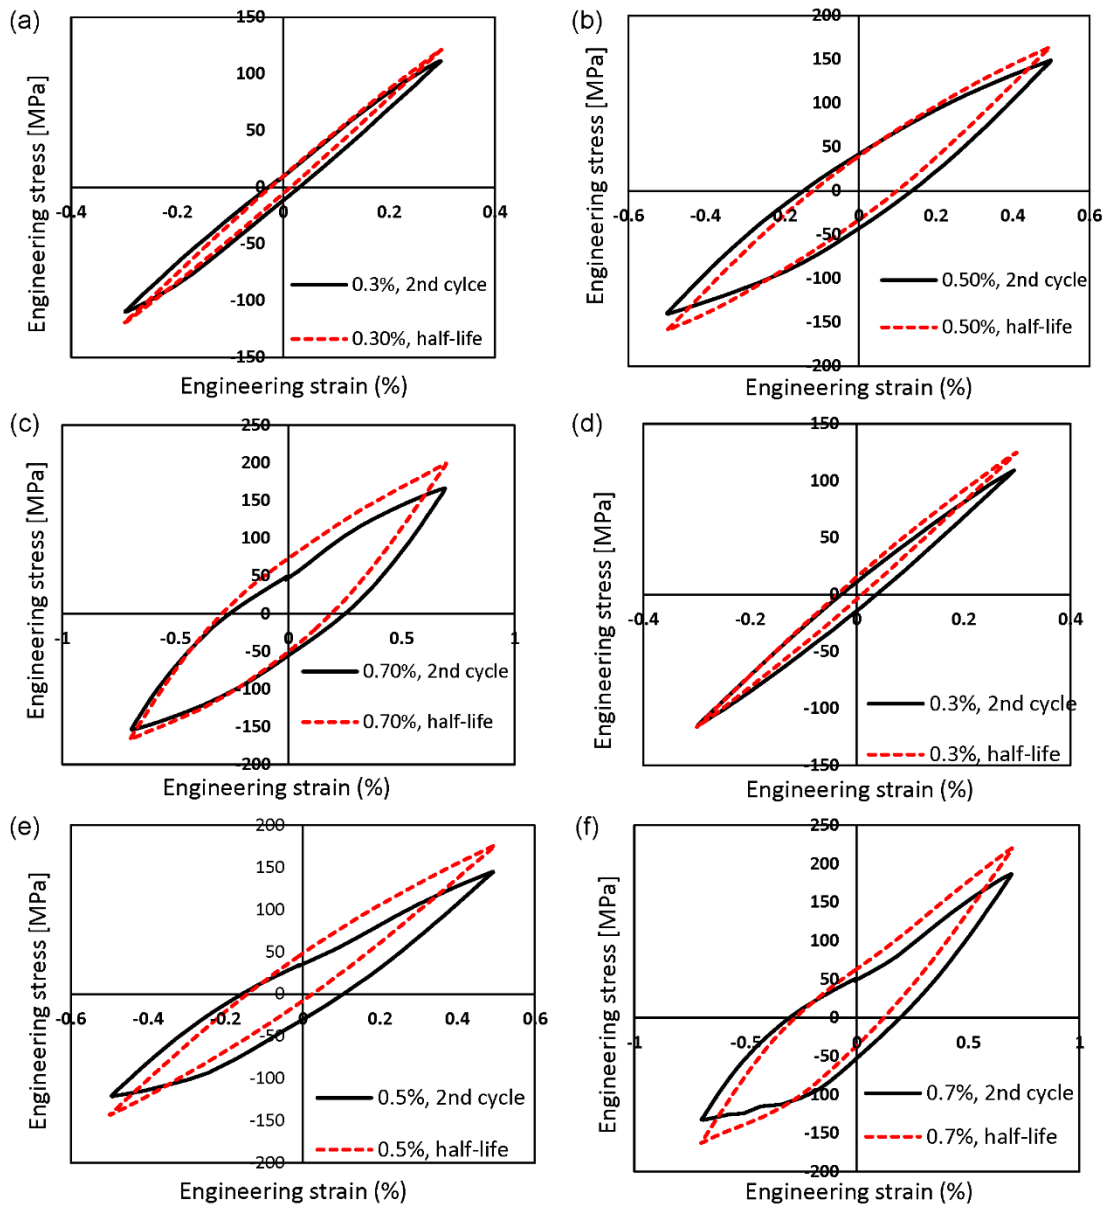 (a)
150
100
50
0
-0.4
-0.2
0
0.2
0.4
-50
-100
-150
0.3%, 2nd cylce
0.30%, half-life
Engineering stress [MPa]
Engineering strain (%)
(b)
200
150
100
50
0
-0.6
-0.4
-0.2
0
0.2
0.4
0.6
-50
-100
-150
-200
0.50%, 2nd cycle
0.50%, half-life
Engineering stress [MPa]
Engineering strain (%)
(c)
250
200
150
100
50
0
-1
-0.5
0
0.5
1
-50
-100
-150
-200
0.70%, 2nd cycle
0.70%, half-life
Engineering stress [MPa]
Engineering strain (%)
(d)
150
100
50
0
-0.4
-0.2
0
0.2
0.4
-50
-100
-150
0.3%, 2nd cycle
0.3%, half-life
Engineering stress [MPa]
Engineering strain (%)
(e)
200
150
100
50
0
-0.6
-0.4
-0.2
0
0.2
0.4
0.6
-50
-100
-150
200
0.5%, 2nd cycle
0.5%, half-life
Engineering stress [MPa]
Engineering strain (%)
(f)
250
200
150
100
50
0
-1
-0.5
0
0.5
1
-50
-100
-150
-200
0.7%, 2nd cycle
0.7%, half-life
Engineering stress [MPa]
Engineering strain (%)